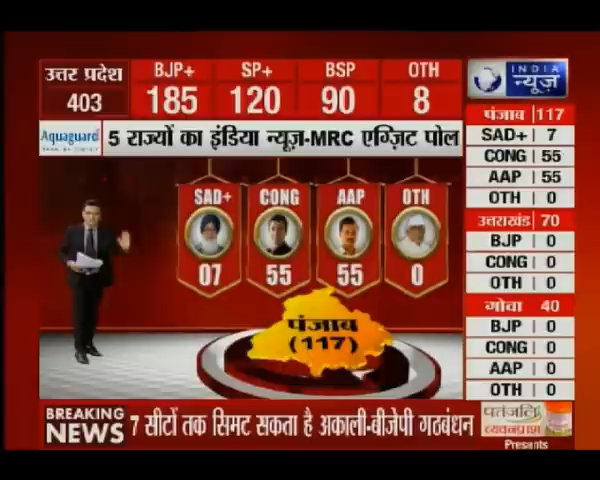 उत्तर प्रदेश
403
BJP+ SP+ BSP OTH
185 120 90 8
INDIA
न्यूज़
Aquaguard
5 राज्यों का इंडिया न्यूज़-MRC एग्ज़िट पोल
SAD+ CONG AAP OTH
07 55 55 0
पंजाब
(117)
पंजाब 117
SAD+ 7
CONG 55
AAP 55
OTH 0
उत्तराखंड 70
BJP 0
CONG 0
OTH 0
गोवा 40
BJP 0
CONG 0
AAP 0
OTH 0
BREAKING
NEWS
7 सीटों तक सिमट सकता है अकाली-बीजेपी गठबंधन
पतंजलि
च्यवनप्राश
Presents